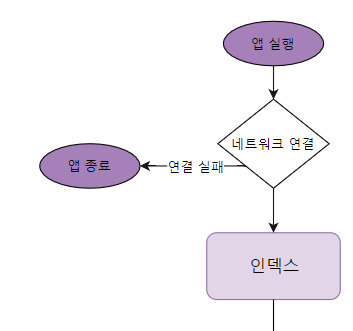 앱 실행
네트워크 연결
연결 실패
앱 종료
인덱스